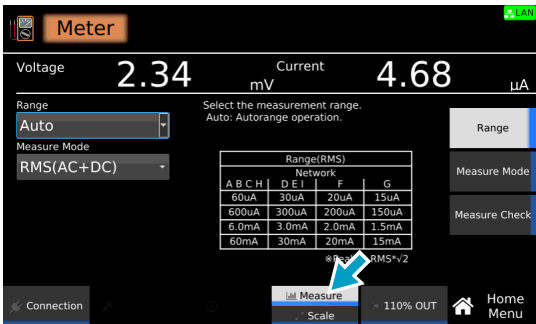 LAN
Meter
Voltage 2.34 mV Current 4.68 μA
Range
Auto
Measure Mode
RMS(AC+DC)
Select the measurement range.
Auto: Autorange operation.
Range(RMS)
Network
A B C H D E I F G
60uA 30uA 20uA 15uA
600uA 300uA 200uA 150uA
6.0mA 3.0mA 2.0mA 1.5mA
60mA 30mA 20mA 15mA
RMS*√2
Range
Measure Mode
Measure Check
Connection
Measure
Scale
110% OUT
Home
Menu